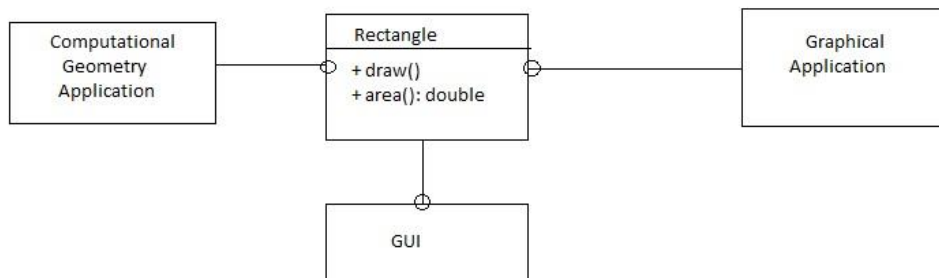 Computational
Geometry
Application
Rectangle
+ draw()
+ area(): double
Graphical
Application
GUI